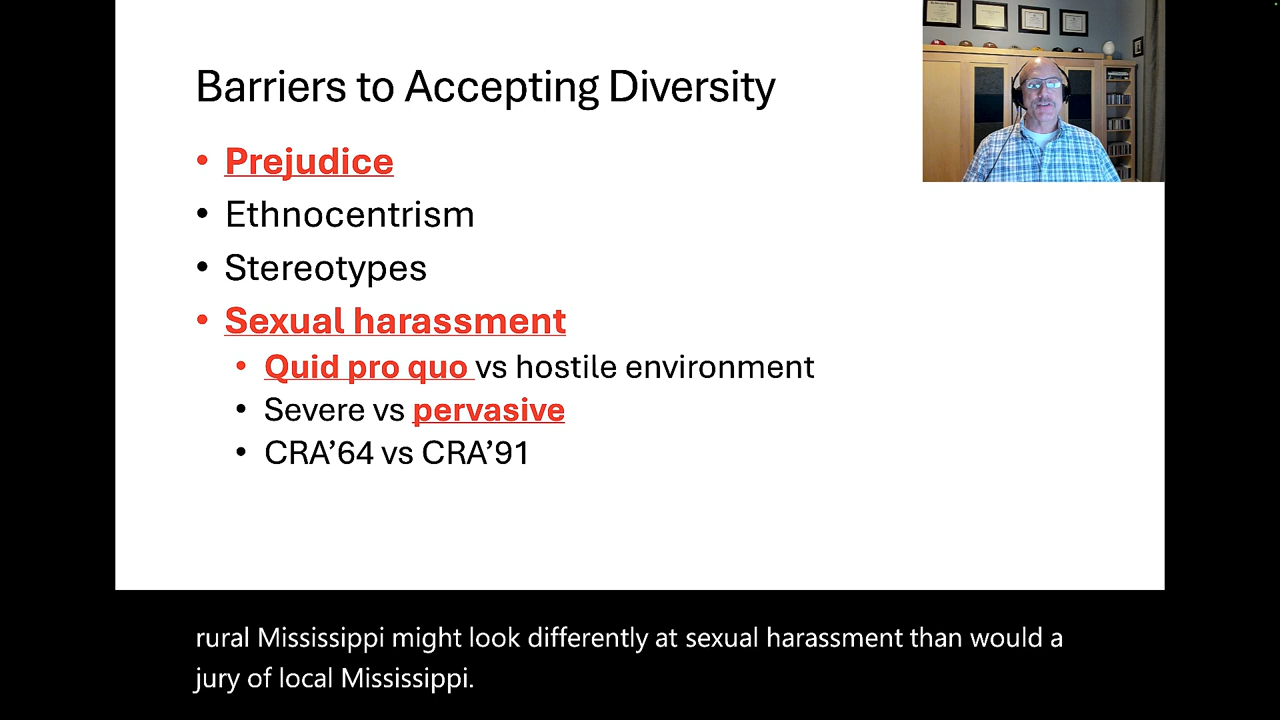 Barriers to Accepting Diversity
• Prejudice
• Ethnocentrism
• Stereotypes
• Sexual harassment
• Quid pro quo vs hostile environment
• Severe vs pervasive
• CRA’64 vs CRA’91
rural Mississippi might look differently at sexual harassment than would a
jury of local Mississippi.